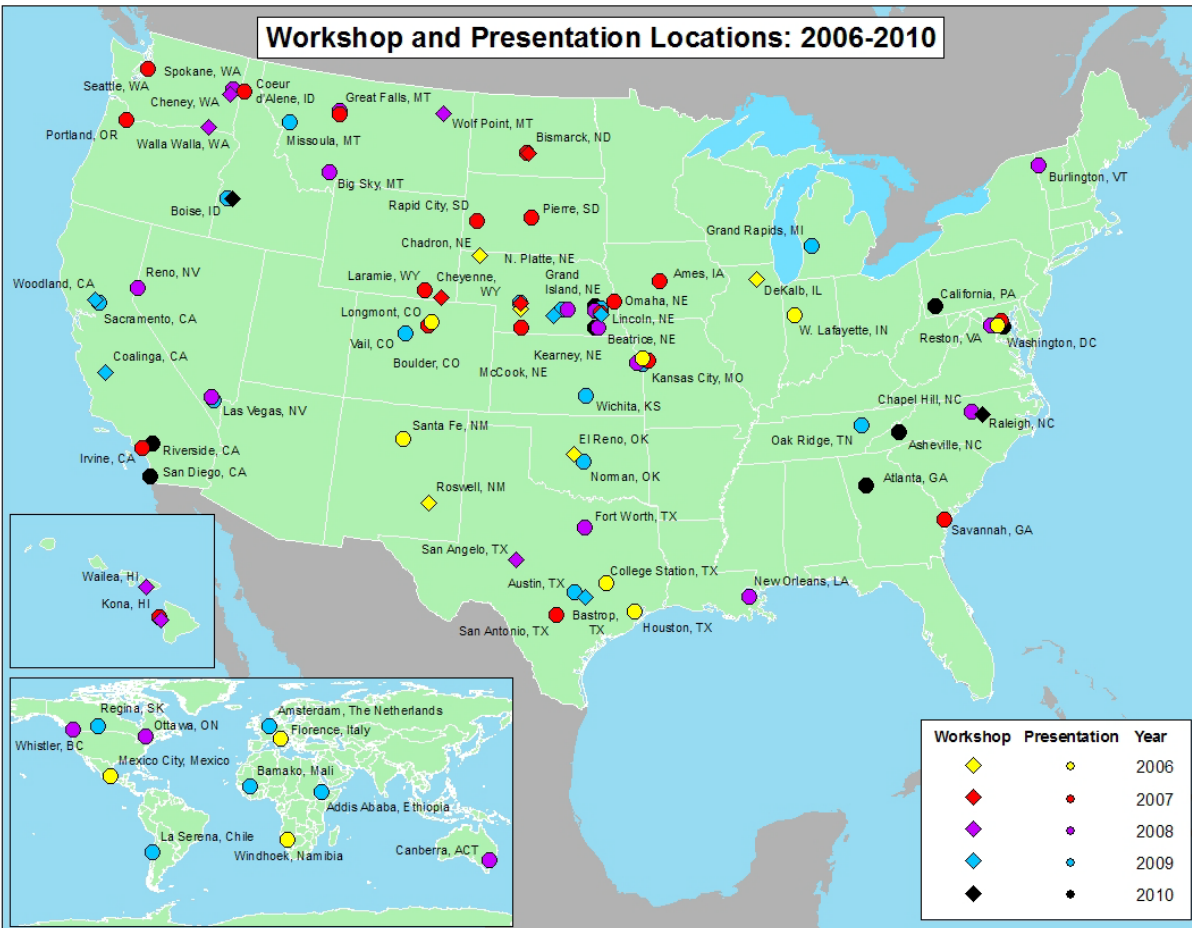 Workshop and Presentation Locations: 2006-2010
Spokane, WA
Seattle, WA
Coeur
d'Alene, ID
Cheney, WA
Great Falls, MT
Wolf Point, MT
Portland, OR
Walla Walla, WA
Missoula, MT
Bismarck, ND
Burlington, VT
Big Sky, MT
Boise, ID
Rapid City, SD
Pierre, SD
Grand Rapids, MI
Chadron, NE
N. Platte, NE
Reno, NV
Laramie, WY
Cheyenne,
WY
Grand
Island, NE
Ames, IA
DeKalb, IL
Woodland, CA
Sacramento, CA
Longmont, CO
Omaha, NE
California, PA
Lincoln, NE
W. Lafayette, IN
Vail, CO
Beatrice, NE
Reston, VA
Washington, DC
Coalinga, CA
Boulder, CO
Kearney, NE
McCook, NE
Kansas City, MO
Las Vegas, NV
Wichita, KS
Chapel Hill, NC
Raleigh, NC
Santa Fe, NM
El Reno, OK
Oak Ridge, TN
Asheville, NC
Riverside, CA
Irvine, CA
San Diego, CA
Norman, OK
Atlanta, GA
Roswell, NM
Fort Worth, TX
Savannah, GA
San Angelo, TX
Austin, TX
College Station, TX
New Orleans, LA
Bastrop,
TX
San Antonio, TX
Houston, TX
Wailea, HI
Kona, HI
Regina, SK
Amsterdam, The Netherlands
Ottawa, ON
Florence, Italy
Whistler, BC
Mexico City, Mexico
Bamako, Mali
Addis Ababa, Ethiopia
La Serena, Chile
Windhoek, Namibia
Canberra, ACT
Workshop Presentation Year
2006
2007
2008
2009
2010